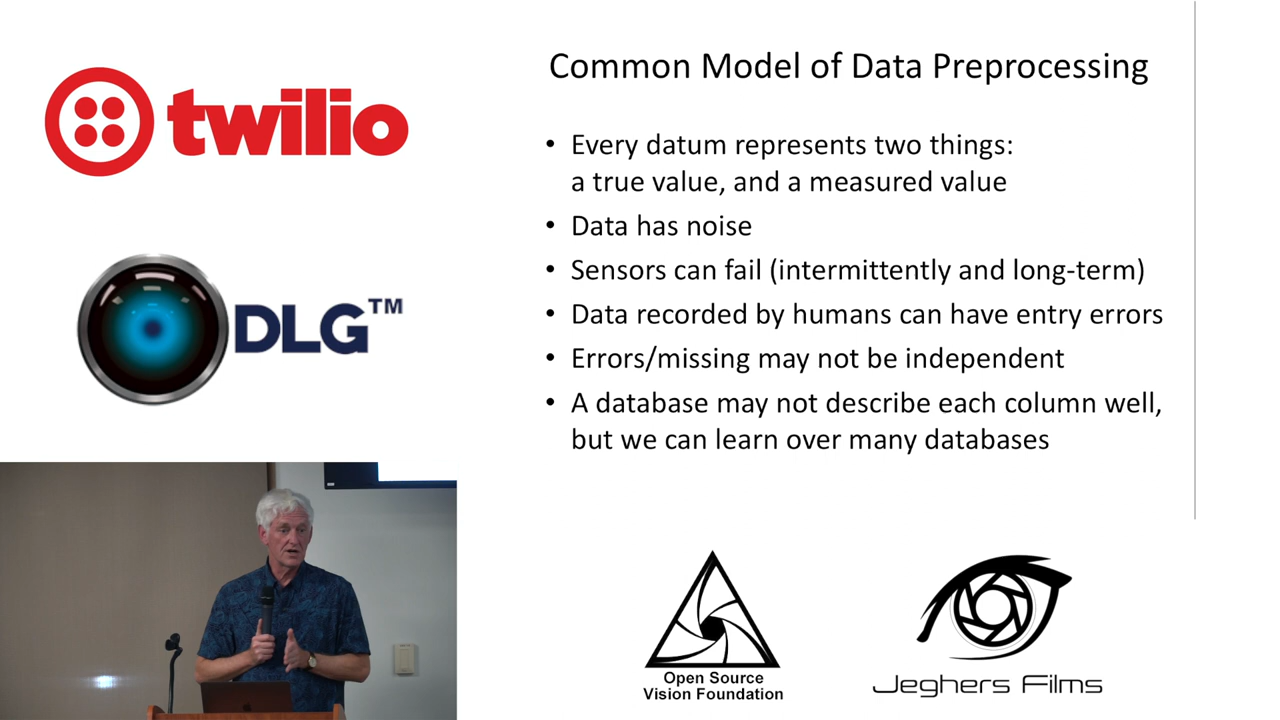 twilio
DLG™
Common Model of Data Preprocessing
• Every datum represents two things:
a true value, and a measured value
• Data has noise
• Sensors can fail (intermittently and long-term)
• Data recorded by humans can have entry errors
• Errors/missing may not be independent
• A database may not describe each column well,
but we can learn over many databases
Open Source
Vision Foundation
Jeghers Films